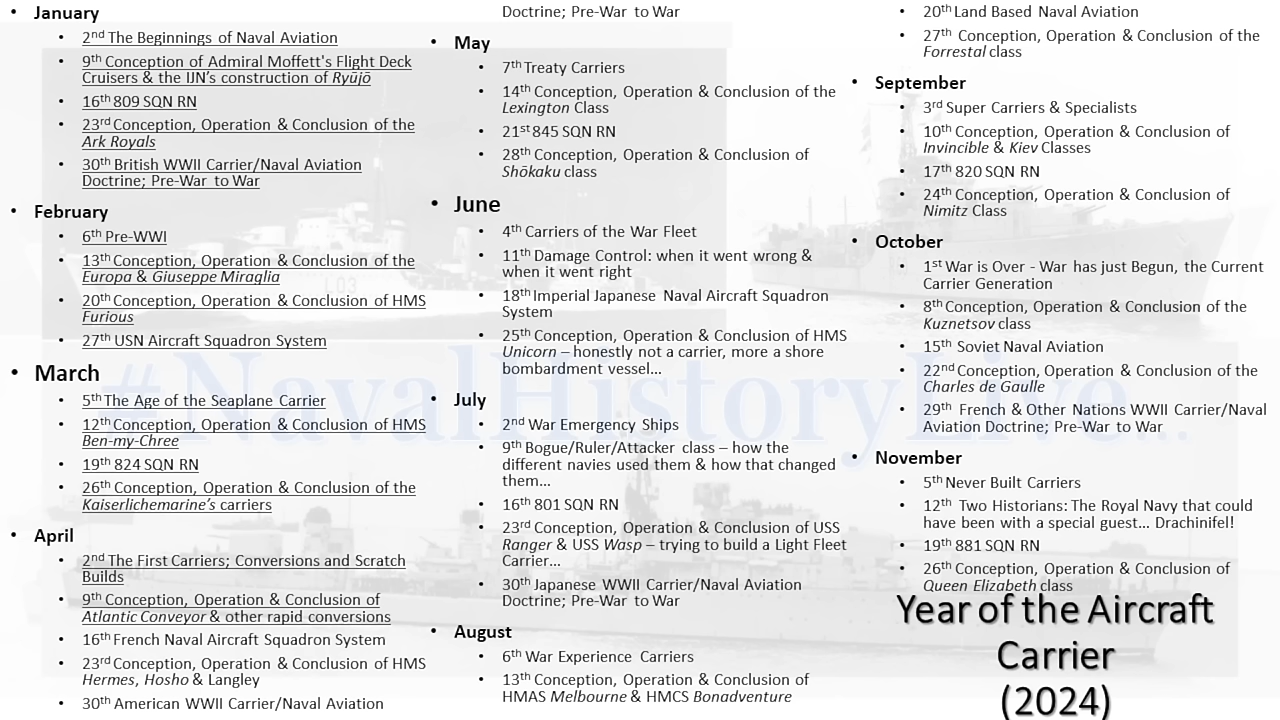 • January
• 2nd The Beginnings of Naval Aviation
• 9th Conception of Admiral Moffett's Flight Deck
Cruisers & the IJN's construction of Ryūjō
• 16th 809 SQN RN
• 23rd Conception, Operation & Conclusion of the
Ark Royals
• 30th British WWII Carrier/Naval Aviation
Doctrine; Pre-War to War
• February
• 6th Pre-WWI
• 13th Conception, Operation & Conclusion of the
Europa & Giuseppe Miraglia
• 20th Conception, Operation & Conclusion of HMS
Furious
• 27th USN Aircraft Squadron System
• March
• 5th The Age of the Seaplane Carrier
• 12th Conception, Operation & Conclusion of HMS
Ben-my-Chree
• 19th 824 SQN RN
• 26th Conception, Operation & Conclusion of the
Kaiserlichemarine's carriers
• April
• 2nd The First Carriers; Conversions and Scratch
Builds
• 9th Conception, Operation & Conclusion of
Atlantic Conveyor & other rapid conversions
• 16th French Naval Aircraft Squadron System
• 23rd Conception, Operation & Conclusion of HMS
Hermes, Hosho & Langley
• 30th American WWII Carrier/Naval Aviation
Doctrine; Pre-War to War
• May
• 7th Treaty Carriers
• 14th Conception, Operation & Conclusion of the
Lexington Class
• 21st 845 SQN RN
• 28th Conception, Operation & Conclusion of
Shōkaku class
• June
• 4th Carriers of the War Fleet
• 11th Damage Control: when it went wrong &
when it went right
• 18th Imperial Japanese Naval Aircraft Squadron
System
• 25th Conception, Operation & Conclusion of HMS
Unicorn – honestly not a carrier, more a shore
bombardment vessel...
• July
• 2nd War Emergency Ships
• 9th Bogue/Ruler/Attacker class – how the
different navies used them & how that changed
them...
• 16th 801 SQN RN
• 23rd Conception, Operation & Conclusion of USS
Ranger & USS Wasp – trying to build a Light Fleet
Carrier...
• 30th Japanese WWII Carrier/Naval Aviation
Doctrine; Pre-War to War
• August
• 6th War Experience Carriers
• 13th Conception, Operation & Conclusion of
HMAS Melbourne & HMCS Bonadventure
• 20th Land Based Naval Aviation
• 27th Conception, Operation & Conclusion of the
Forrestal class
• September
• 3rd Super Carriers & Specialists
• 10th Conception, Operation & Conclusion of
Invincible & Kiev Classes
• 17th 820 SQN RN
• 24th Conception, Operation & Conclusion of
Nimitz Class
• October
• 1st War is Over - War has just Begun, the Current
Carrier Generation
• 8th Conception, Operation & Conclusion of the
Kuznetsov class
• 15th Soviet Naval Aviation
• 22nd Conception, Operation & Conclusion of the
Charles de Gaulle
• 29th French & Other Nations WWII Carrier/Naval
Aviation Doctrine; Pre-War to War
• November
• 5th Never Built Carriers
• 12th Two Historians: The Royal Navy that could
have been with a special guest... Drachinifel!
• 19th 881 SQN RN
• 26th Conception, Operation & Conclusion of
Queen Elizabeth class
Year of the Aircraft
Carrier
(2024)
#NavalHistoryLive...
L03